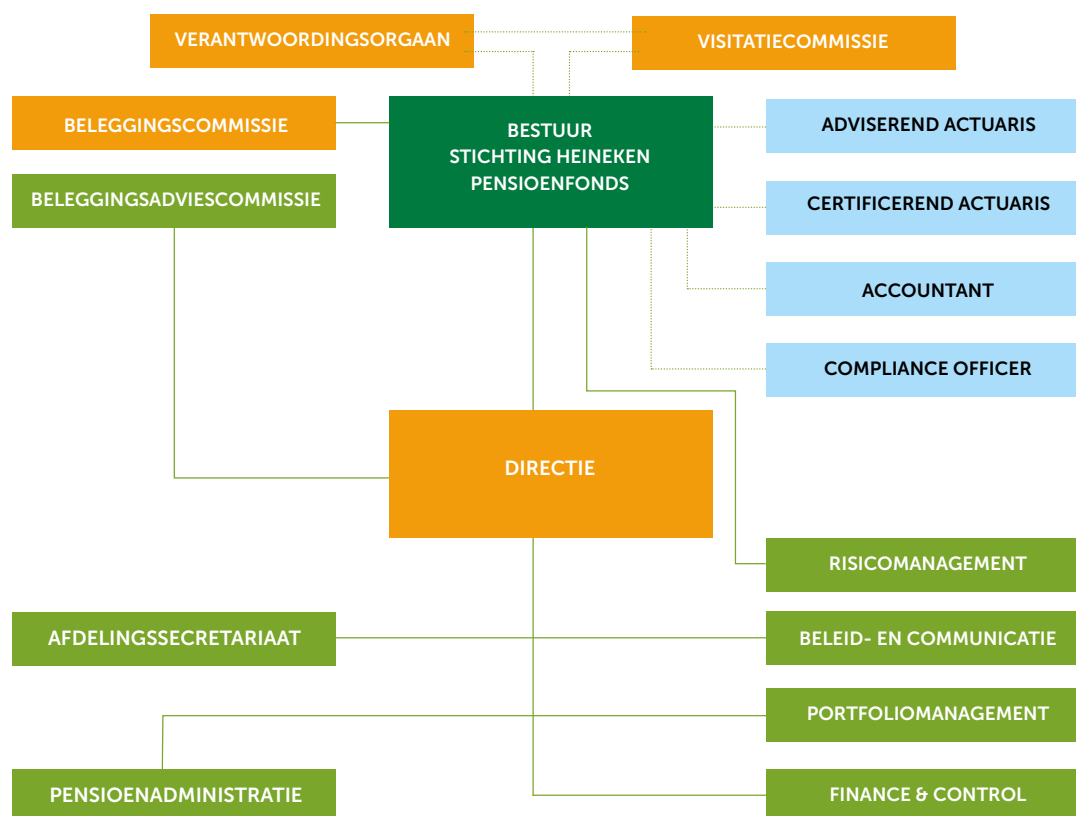 VERANTWOORDINGSORGAAN
VISITATIECOMMISSIE
BELEGGINGSCOMMISSIE
BESTUUR
STICHTING HEINEKEN
PENSIOENFONDS
ADVISEREND ACTUARIS
BELEGGINGSADVIESCOMMISSIE
CERTIFICEREND ACTUARIS
ACCOUNTANT
COMPLIANCE OFFICER
DIRECTIE
RISICOMANAGEMENT
AFDELINGSSECRETARIAAT
BELEID- EN COMMUNICATIE
PORTFOLIOMANAGEMENT
PENSIOENADMINISTRATIE
FINANCE & CONTROL